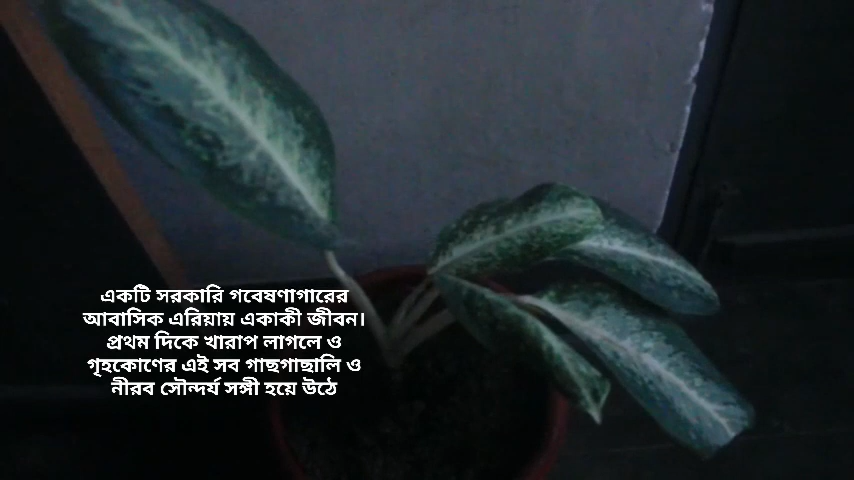 একটি সরকারি গবেষণাগারের
আবাসিক এরিয়ায় একাকী জীবন।
প্রথম দিকে খারাপ লাগলে ও
গৃহকোণের এই সব গাছগাছালি ও
নীরব সৌন্দর্য সঙ্গী হয়ে উঠে